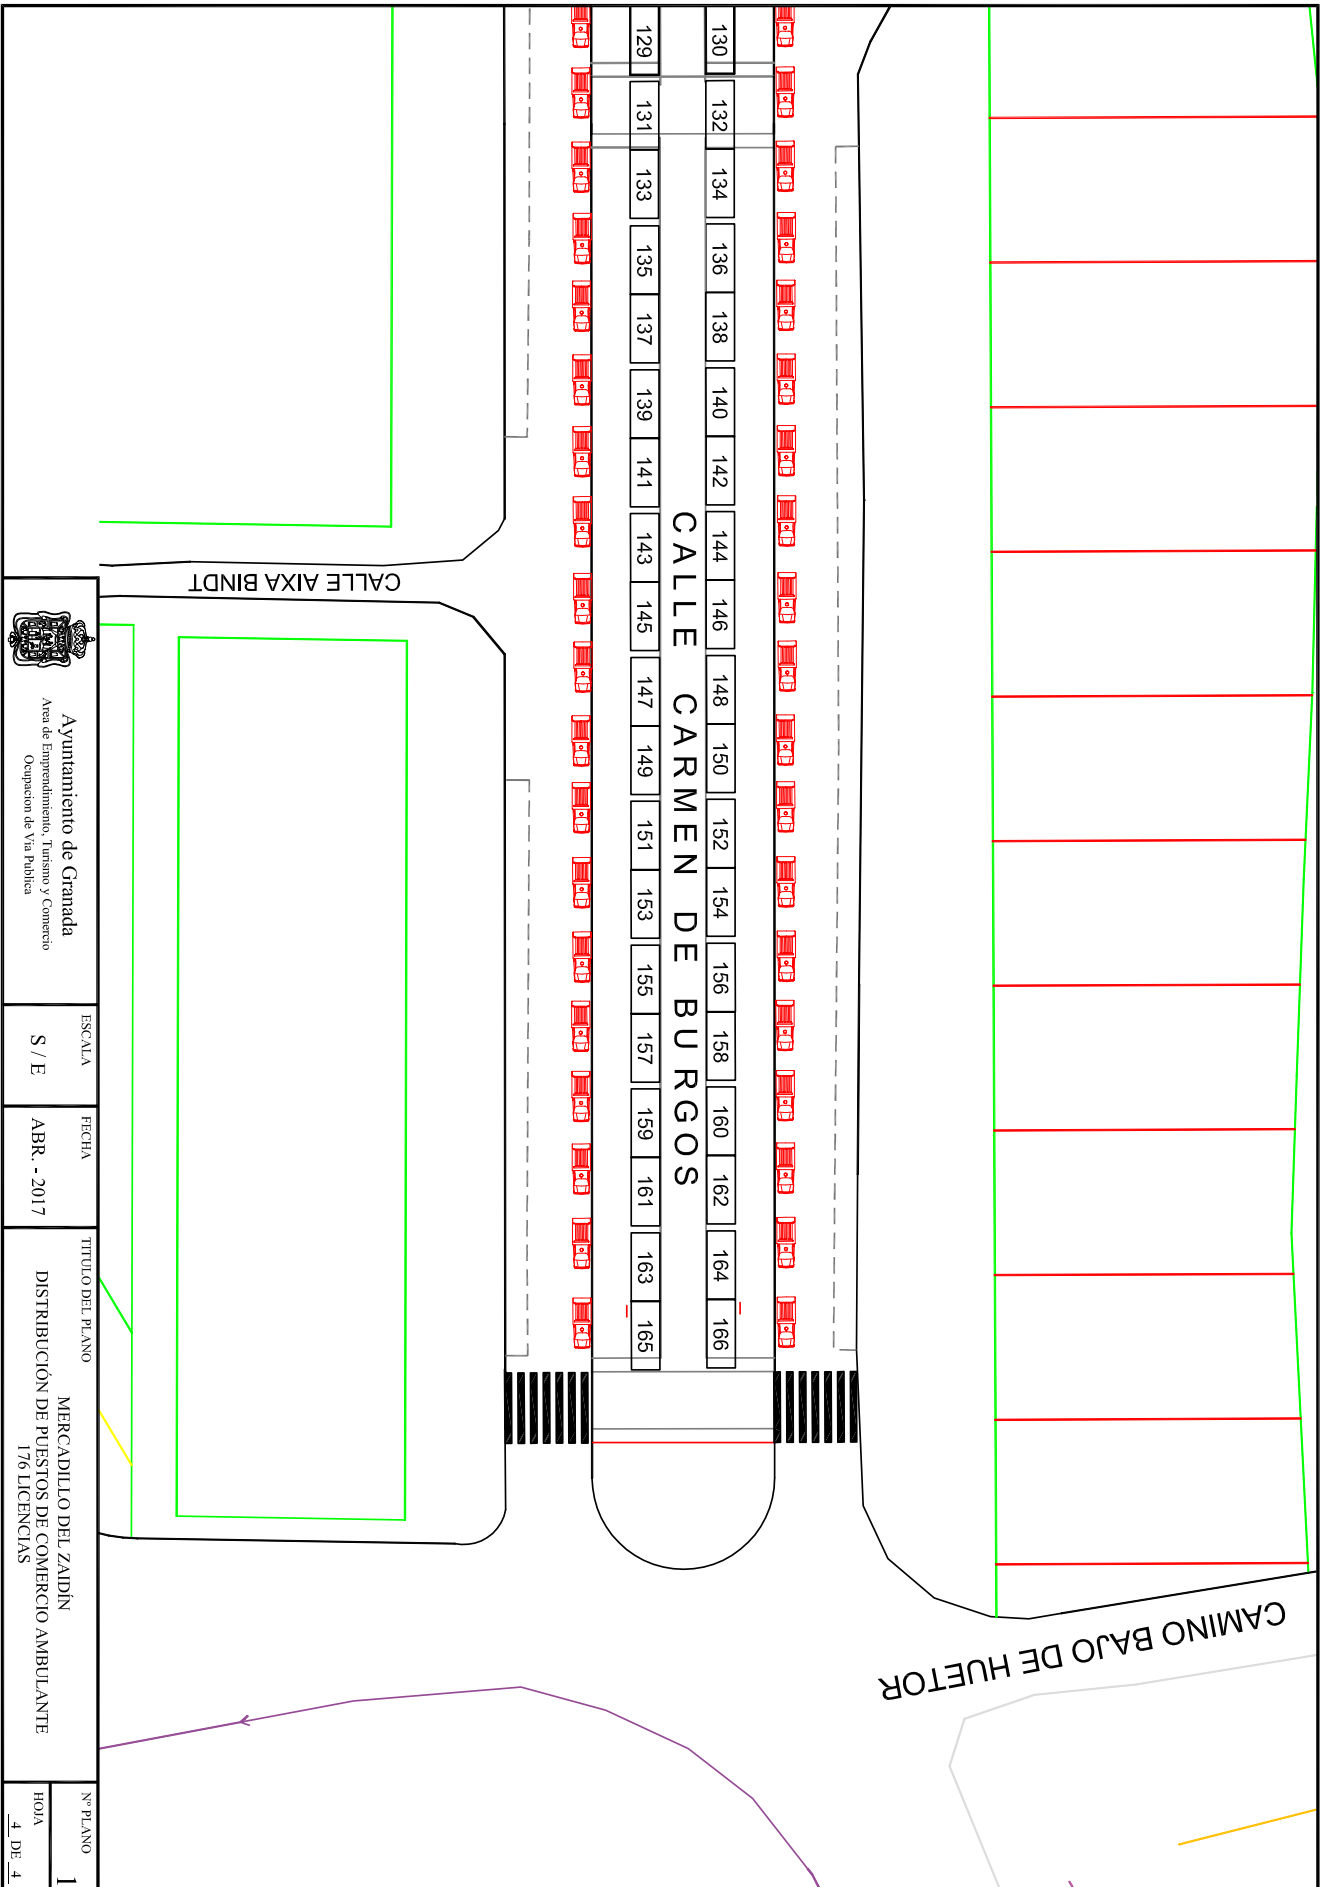 130
132
134
136
138
140
142
144
146
148
150
152
154
156
158
160
162
164
166
CALLE CARMEN DE BURGOS
129
131
133
135
137
139
141
143
145
147
149
151
153
155
157
159
161
163
165
CALLE AIXA BINDT
CAMINO BAJO DE HUETOR
Ayuntamiento de Granada
Area de Emprendimiento, Turismo y Comercio
Ocupacion de Via Publica
ESCALA
S / E
FECHA
ABR. - 2017
TITULO DEL PLANO
MERCADILLO DEL ZAIDÍN
DISTRIBUCIÓN DE PUESTOS DE COMERCIO AMBULANTE
176 LICENCIAS
Nº PLANO
1
HOJA
4 DE 4